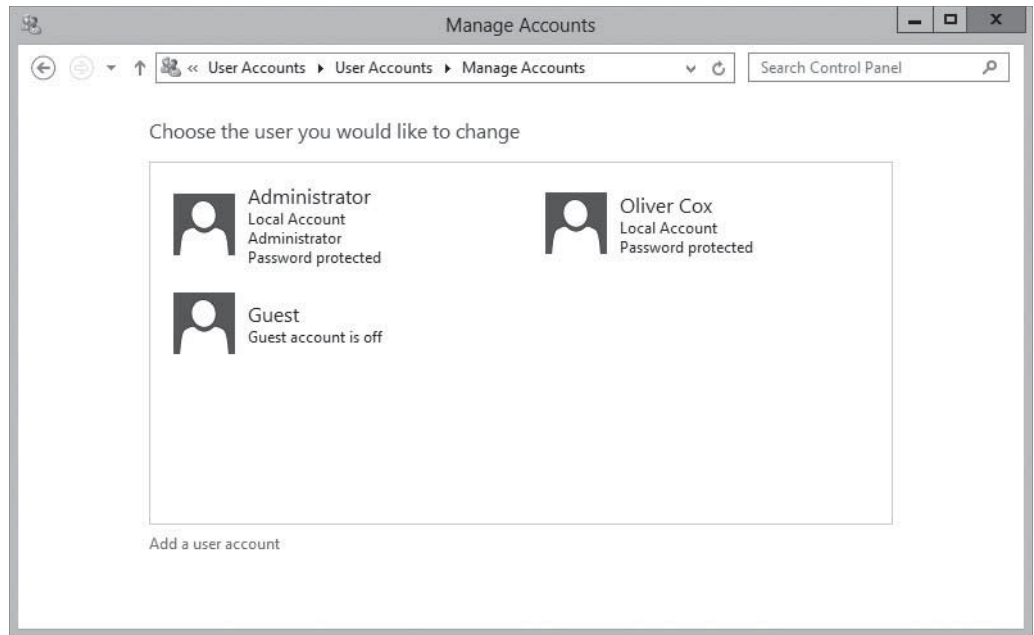 Manage Accounts
« User Accounts ▸ User Accounts ▸ Manage Accounts
Search Control Panel
Choose the user you would like to change
Administrator
Local Account
Administrator
Password protected
Oliver Cox
Local Account
Password protected
Guest
Guest account is off
Add a user account